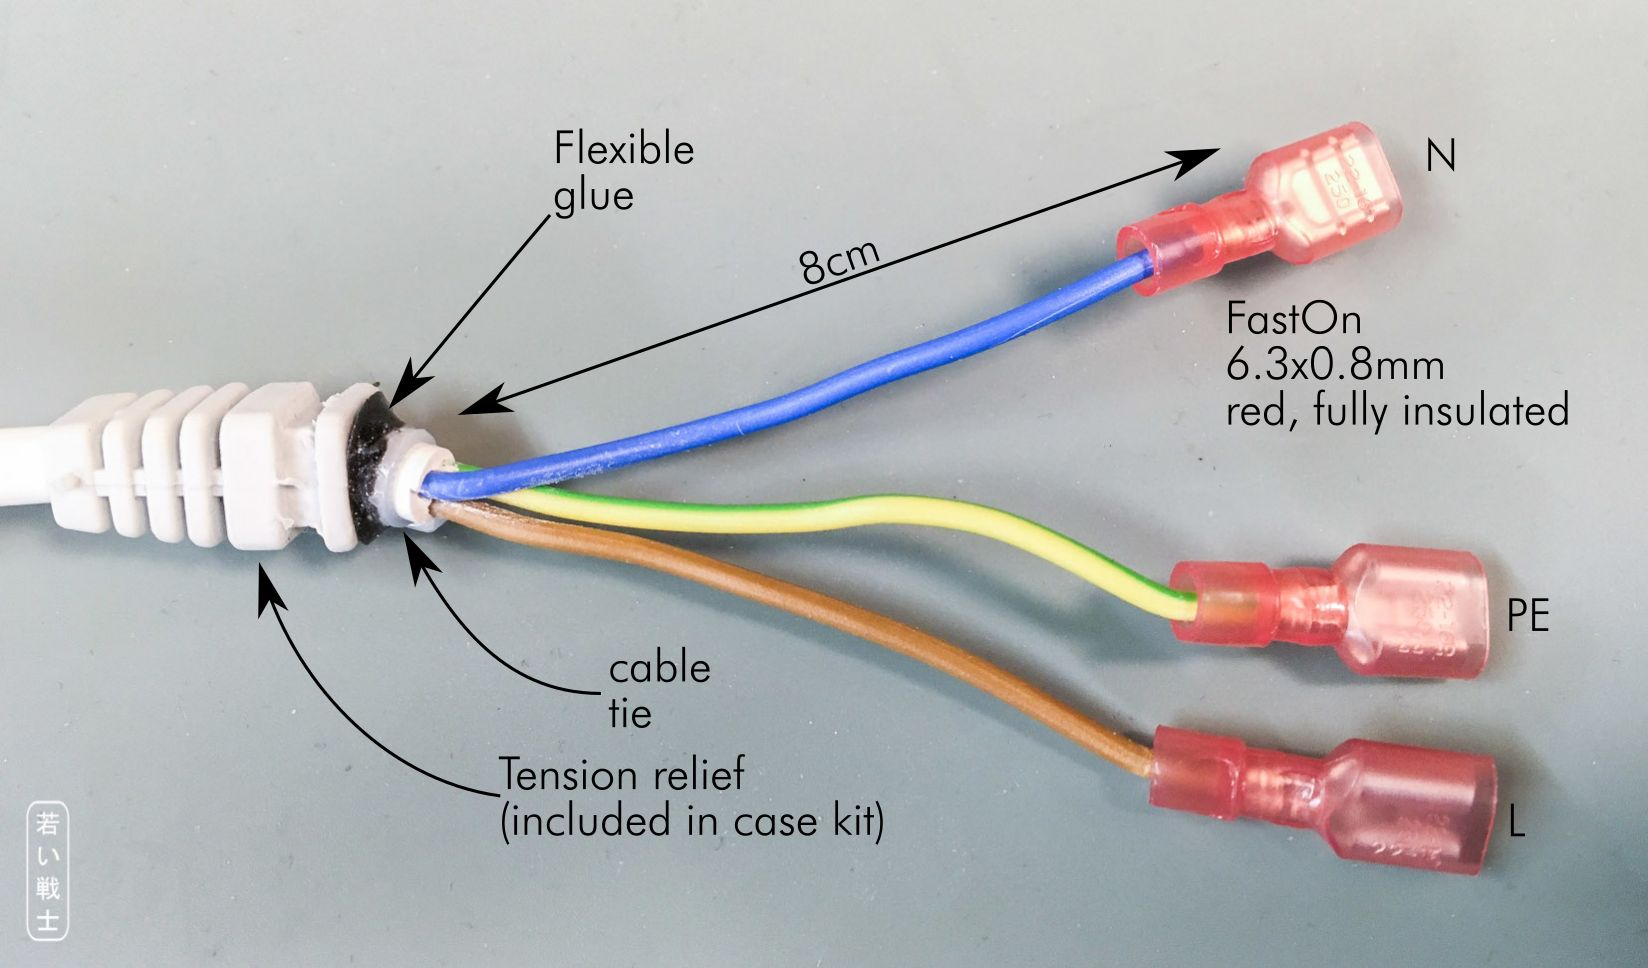 Flexible
glue
8cm
N
FastOn
6.3x0.8mm
red, fully insulated
PE
cable
tie
Tension relief
(included in case kit)
L
若い戦士